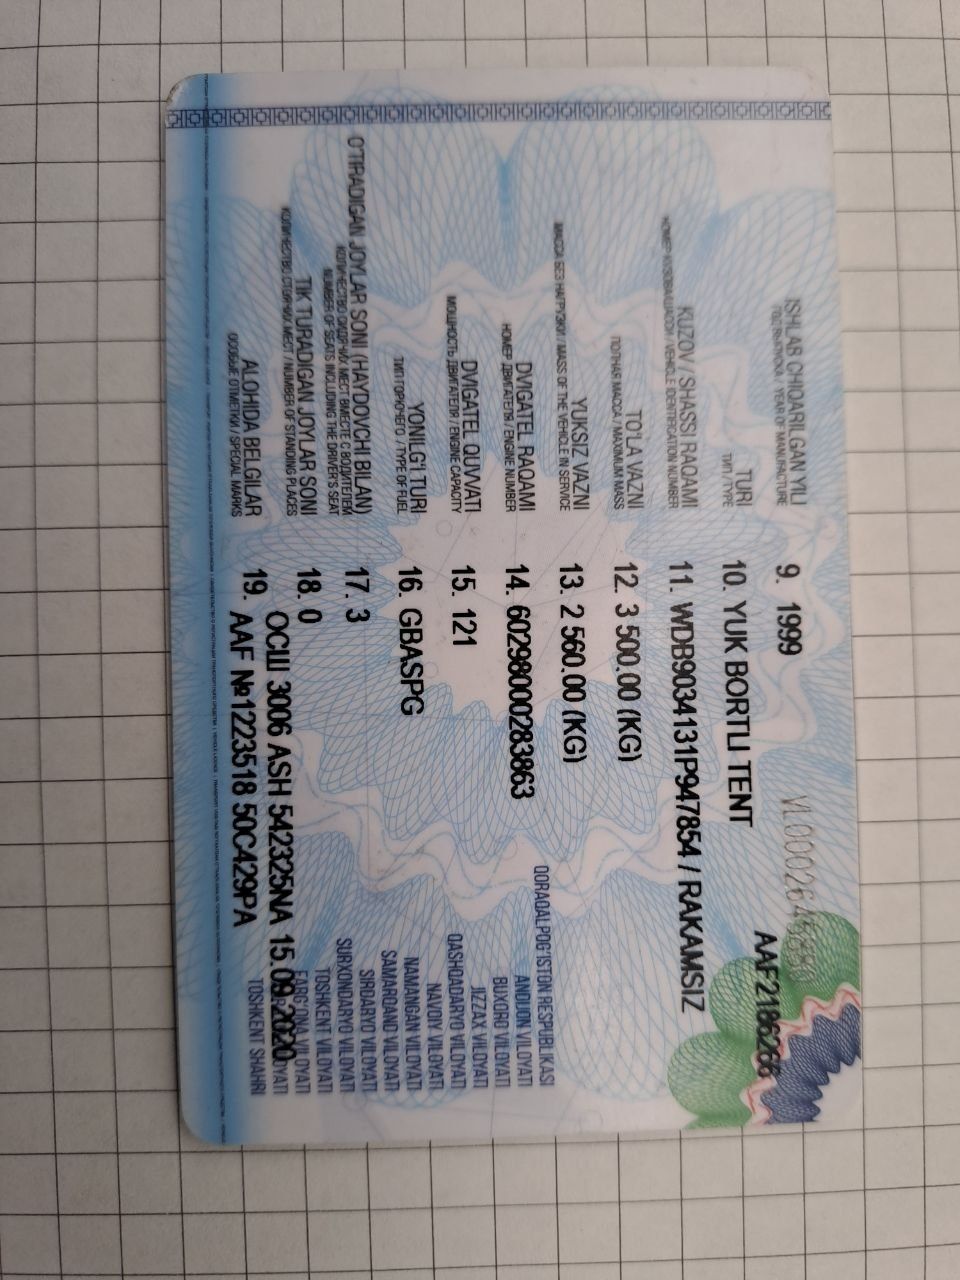 VL0002645350
AAF2186266
ISHLAB CHIQARILGAN YILI 9. 1999
ГОД ВЫПУСКА / YEAR OF MANUFACTURE
TURI 10. YUK BORTLI TENT
ТИП / TYPE
KUZOV / SHASSI RAQAMI 11. WDB9034131P947854 / RAKAMSIZ
НОМЕР КУЗОВА/ШАССИ / VEHICLE IDENTIFICATION NUMBER
TO'LA VAZNI 12. 3 500.00 (KG)
ПОЛНАЯ МАССА / MAXIMUM MASS
YUKSIZ VAZNI 13. 2 560.00 (KG)
МАССА БЕЗ НАГРУЗКИ / MASS OF THE VEHICLE IN SERVICE
DVIGATEL RAQAMI 14. 60298000283863
НОМЕР ДВИГАТЕЛЯ / ENGINE NUMBER
DVIGATEL QUVVATI 15. 121
МОЩНОСТЬ ДВИГАТЕЛЯ / ENGINE CAPACITY
YONILG'I TURI 16. GBASPG
ТИП ГОРЮЧЕГО / TYPE OF FUEL
O'TIRADIGAN JOYLAR SONI (HAYDOVCHI BILAN) 17. 3
КОЛИЧЕСТВО СИДЯЧИХ МЕСТ ВМЕСТЕ С ВОДИТЕЛЕМ
NUMBER OF SEATS INCLUDING THE DRIVER'S SEAT
TIK TURADIGAN JOYLAR SONI 18. 0
КОЛИЧЕСТВО СТОЯЧИХ МЕСТ / NUMBER OF STANDING PLACES
ОСШ 3006 ASH 542325NA 15.09.2020
ALOHIDA BELGILAR 19. AAF №1223518 50C429PA
ОСОБЫЕ ОТМЕТКИ / SPECIAL MARKS
QORAQALPOG'ISTON RESPUBLIKASI
ANDIJON VILOYATI
BUXORO VILOYATI
JIZZAX VILOYATI
QASHQADARYO VILOYATI
NAVOIY VILOYATI
NAMANGAN VILOYATI
SAMARQAND VILOYATI
SIRDARYO VILOYATI
SURXONDARYO VILOYATI
TOSHKENT VILOYATI
FARG'ONA VILOYATI
TOSHKENT SHAHRI